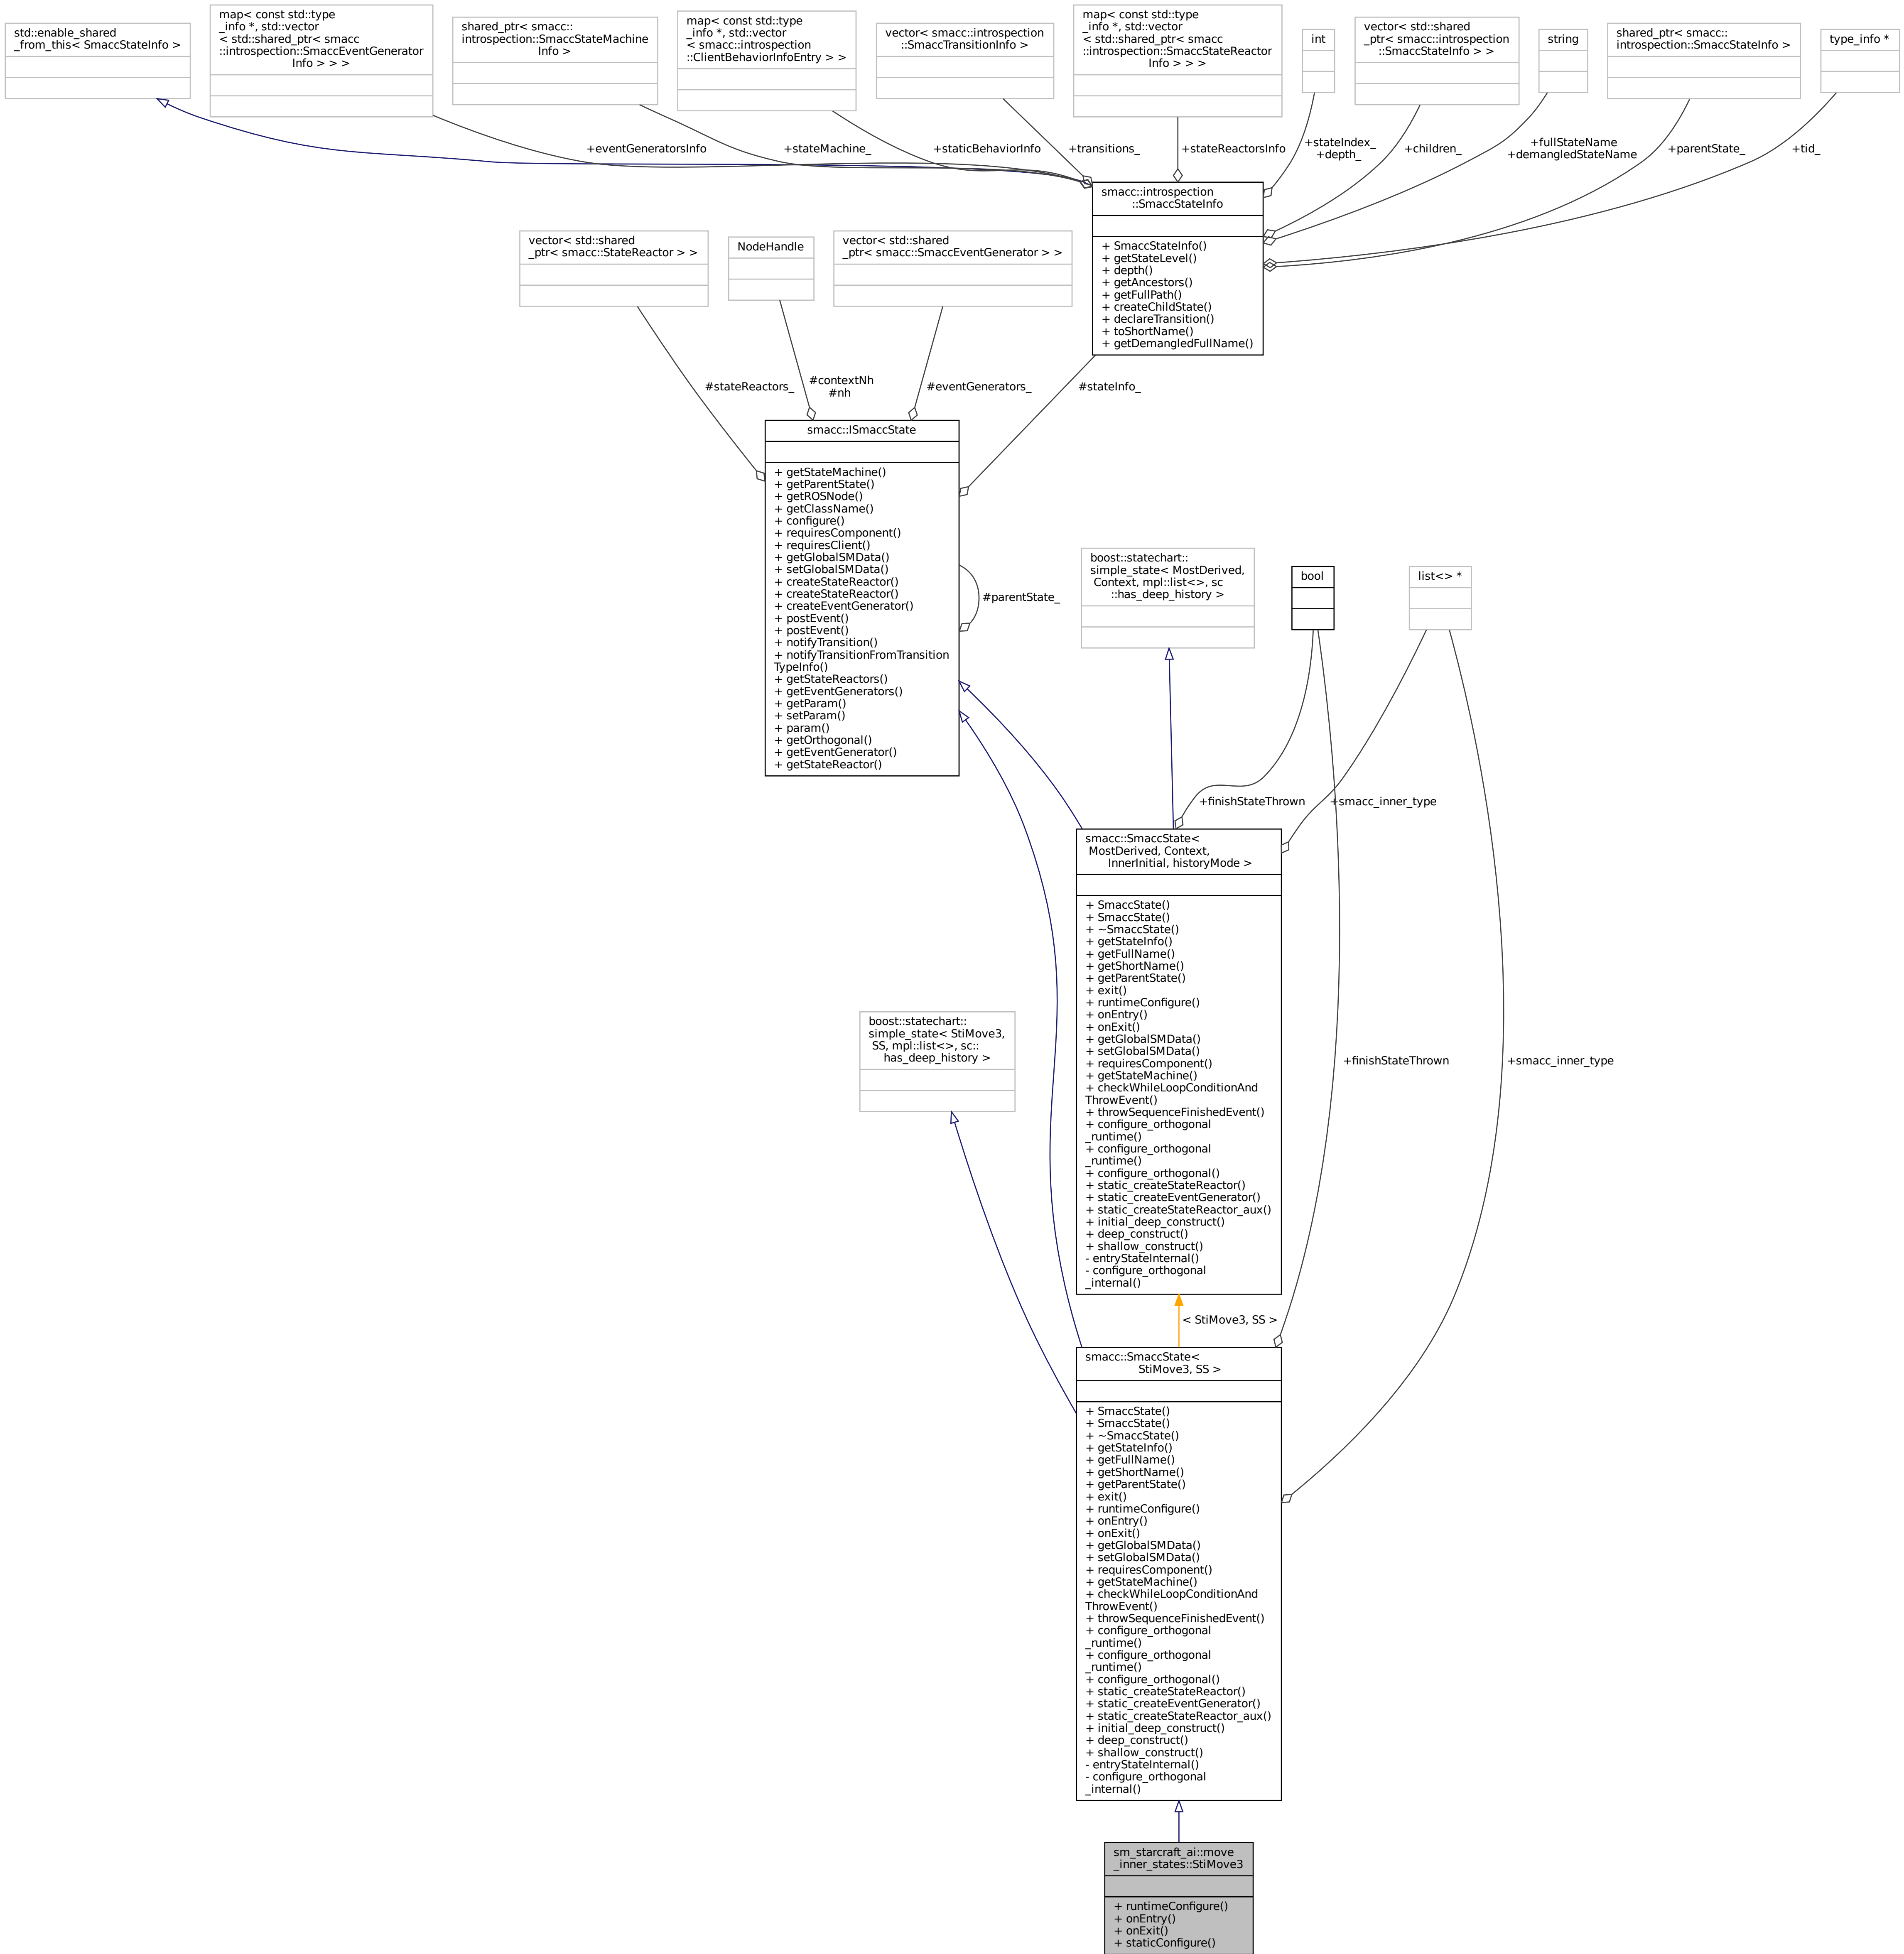 std::enable_shared
_from_this< SmaccStateInfo >
map< const std::type
_info *, std::vector
< std::shared_ptr< smacc
::introspection::SmaccEventGenerator
Info > > >
shared_ptr< smacc::
introspection::SmaccStateMachine
Info >
map< const std::type
_info *, std::vector
< smacc::introspection
::ClientBehaviorInfoEntry > >
vector< smacc::introspection
::SmaccTransitionInfo >
map< const std::type
_info *, std::vector
< std::shared_ptr< smacc
::introspection::SmaccStateReactor
Info > > >
int
vector< std::shared
_ptr< smacc::introspection
::SmaccStateInfo > >
string
shared_ptr< smacc::
introspection::SmaccStateInfo >
type_info *
+eventGeneratorsInfo
+stateMachine_
+staticBehaviorInfo
+transitions_
+stateReactorsInfo
+stateIndex_
+depth_
+children_
+fullStateName
+demangledStateName
+parentState_
+tid_
smacc::introspection
::SmaccStateInfo
+ SmaccStateInfo()
+ getStateLevel()
+ depth()
+ getAncestors()
+ getFullPath()
+ createChildState()
+ declareTransition()
+ toShortName()
+ getDemangledFullName()
vector< std::shared
_ptr< smacc::StateReactor > >
NodeHandle
vector< std::shared
_ptr< smacc::SmaccEventGenerator > >
#stateReactors_
#contextNh
#nh
#eventGenerators_
#stateInfo_
smacc::ISmaccState
+ getStateMachine()
+ getParentState()
+ getROSNode()
+ getClassName()
+ configure()
+ requiresComponent()
+ requiresClient()
+ getGlobalSMData()
+ setGlobalSMData()
+ createStateReactor()
+ createStateReactor()
+ createEventGenerator()
+ postEvent()
+ postEvent()
+ notifyTransition()
+ notifyTransitionFromTransition
TypeInfo()
+ getStateReactors()
+ getEventGenerators()
+ getParam()
+ setParam()
+ param()
+ getOrthogonal()
+ getEventGenerator()
+ getStateReactor()
#parentState_
boost::statechart::
simple_state< MostDerived,
Context, mpl::list<>, sc
::has_deep_history >
bool
list<> *
+finishStateThrown
+smacc_inner_type
smacc::SmaccState<
MostDerived, Context,
InnerInitial, historyMode >
+ SmaccState()
+ SmaccState()
+ ~SmaccState()
+ getStateInfo()
+ getFullName()
+ getShortName()
+ getParentState()
+ exit()
+ runtimeConfigure()
+ onEntry()
+ onExit()
+ getGlobalSMData()
+ setGlobalSMData()
+ requiresComponent()
+ getStateMachine()
+ checkWhileLoopConditionAnd
ThrowEvent()
+ throwSequenceFinishedEvent()
+ configure_orthogonal
_runtime()
+ configure_orthogonal
_runtime()
+ configure_orthogonal()
+ static_createStateReactor()
+ static_createEventGenerator()
+ static_createStateReactor_aux()
+ initial_deep_construct()
+ deep_construct()
+ shallow_construct()
- entryStateInternal()
- configure_orthogonal
_internal()
boost::statechart::
simple_state< StiMove3,
SS, mpl::list<>, sc::
has_deep_history >
+finishStateThrown
+smacc_inner_type
< StiMove3, SS >
smacc::SmaccState<
StiMove3, SS >
+ SmaccState()
+ SmaccState()
+ ~SmaccState()
+ getStateInfo()
+ getFullName()
+ getShortName()
+ getParentState()
+ exit()
+ runtimeConfigure()
+ onEntry()
+ onExit()
+ getGlobalSMData()
+ setGlobalSMData()
+ requiresComponent()
+ getStateMachine()
+ checkWhileLoopConditionAnd
ThrowEvent()
+ throwSequenceFinishedEvent()
+ configure_orthogonal
_runtime()
+ configure_orthogonal
_runtime()
+ configure_orthogonal()
+ static_createStateReactor()
+ static_createEventGenerator()
+ static_createStateReactor_aux()
+ initial_deep_construct()
+ deep_construct()
+ shallow_construct()
- entryStateInternal()
- configure_orthogonal
_internal()
sm_starcraft_ai::move
_inner_states::StiMove3
+ runtimeConfigure()
+ onEntry()
+ onExit()
+ staticConfigure()